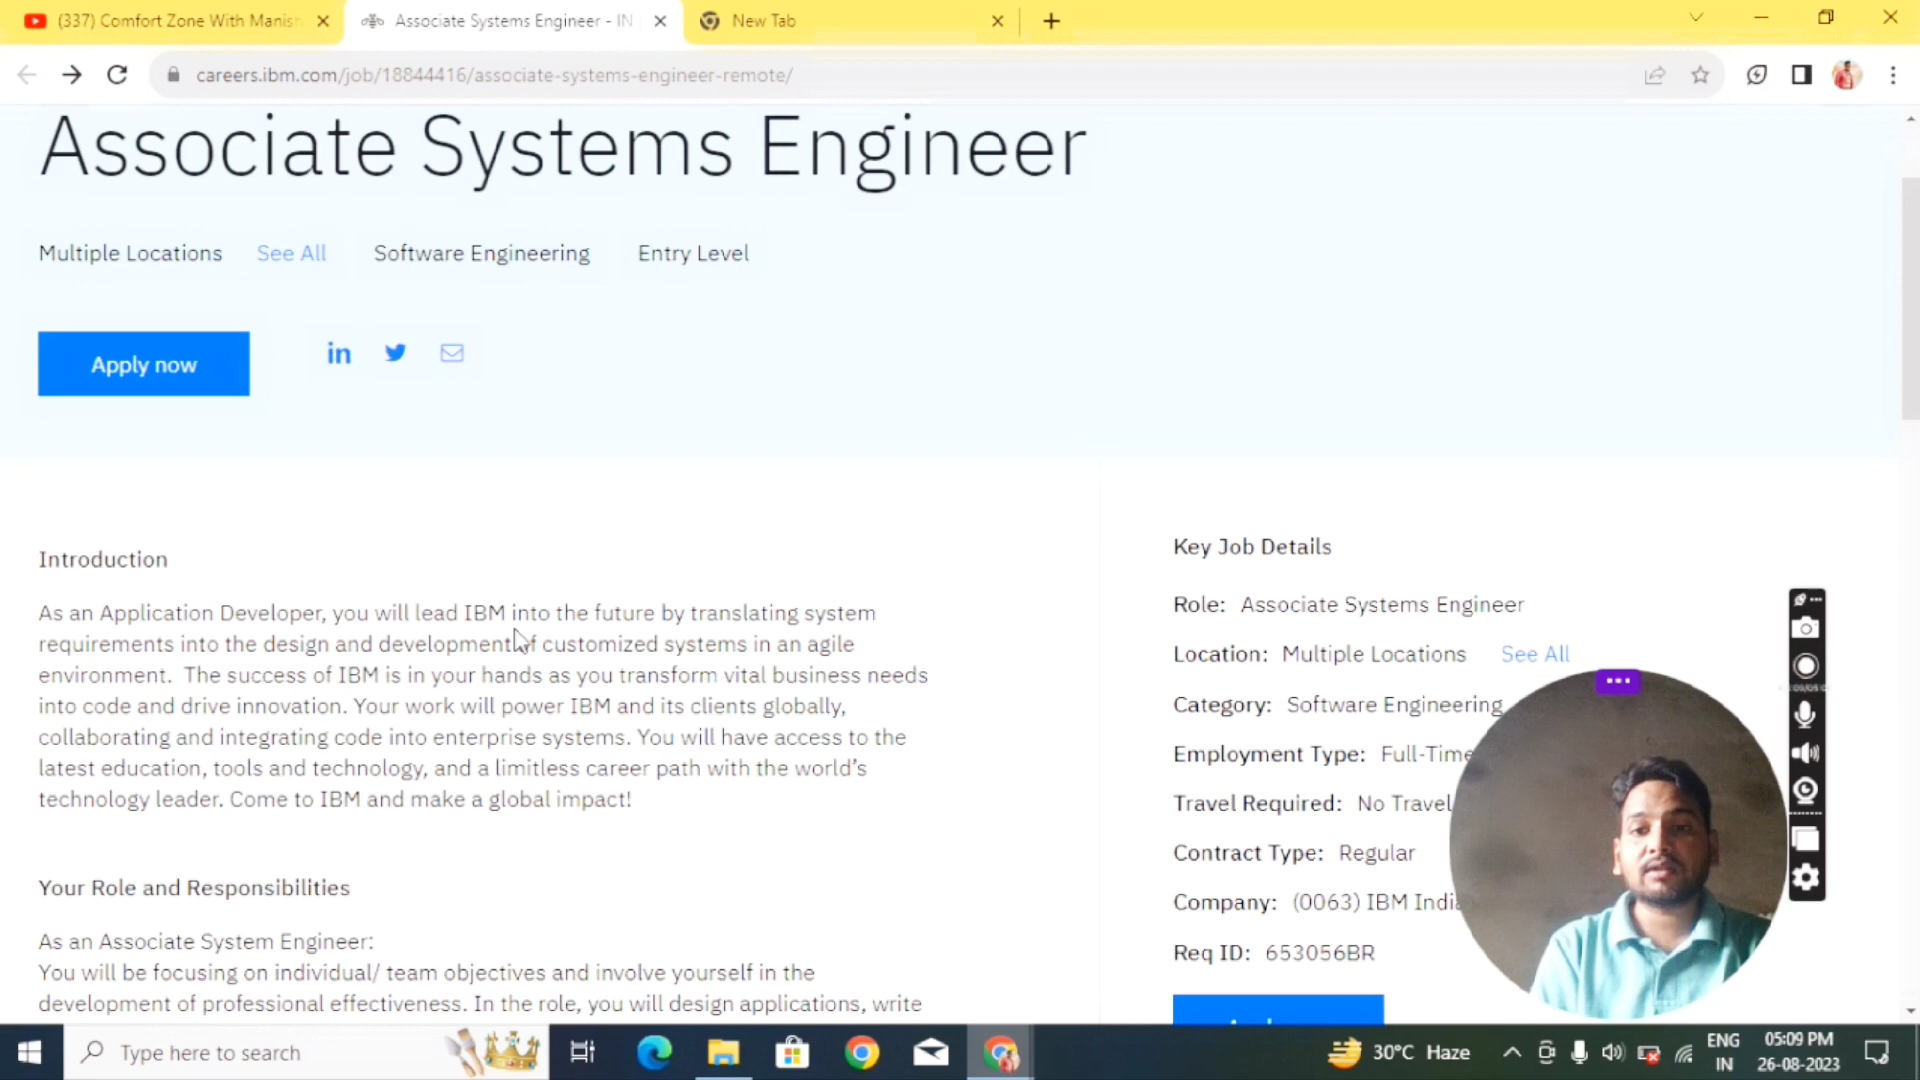 (337) Comfort Zone With Manish
Associate Systems Engineer - IN
New Tab
careers.ibm.com/job/18844416/associate-systems-engineer-remote/
Associate Systems Engineer
Multiple Locations See All Software Engineering Entry Level
Apply now
in
Introduction
As an Application Developer, you will lead IBM into the future by translating system
requirements into the design and development of customized systems in an agile
environment. The success of IBM is in your hands as you transform vital business needs
into code and drive innovation. Your work will power IBM and its clients globally,
collaborating and integrating code into enterprise systems. You will have access to the
latest education, tools and technology, and a limitless career path with the world's
technology leader. Come to IBM and make a global impact!
Your Role and Responsibilities
As an Associate System Engineer:
You will be focusing on individual/ team objectives and involve yourself in the
development of professional effectiveness. In the role, you will design applications, write
Key Job Details
Role: Associate Systems Engineer
Location: Multiple Locations See All
Category: Software Engineering
Employment Type: Full-Time
Travel Required: No Travel
Contract Type: Regular
Company: (0063) IBM India
Req ID: 653056BR
Type here to search
30°C Haze
ENG
IN
05:09 PM
26-08-2023